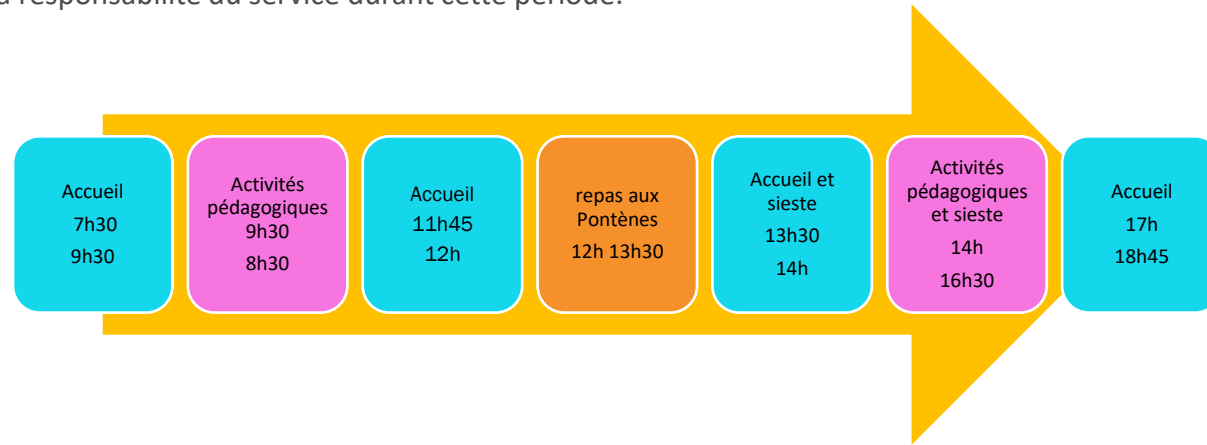 a responsabilité du service durant cette période.
Accueil
7h30
9h30
Activités
pédagogiques
9h30
8h30
Accueil
11h45
12h
repas aux
Pontènes
12h 13h30
Accueil et
sieste
13h30
14h
Activités
pédagogiques
et sieste
14h
16h30
Accueil
17h
18h45